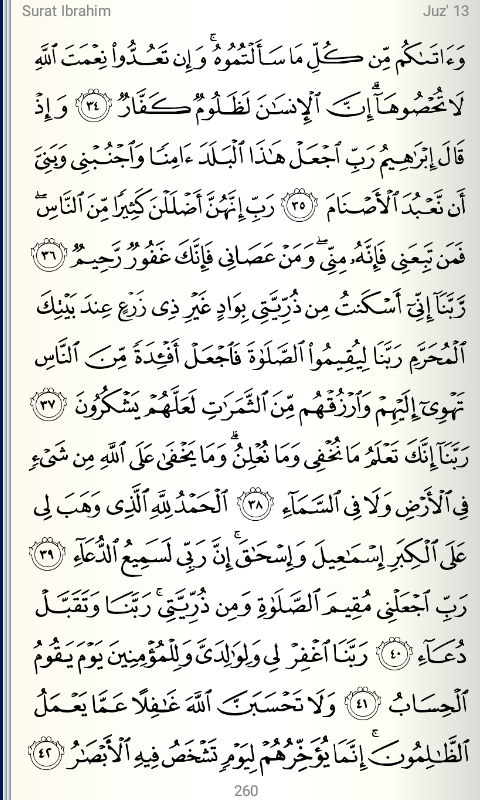 Surat Ibrahim
Juz' 13
وَءَاتَىٰكُم مِّن كُلِّ مَا سَأَلْتُمُوهُ ۚ وَإِن تَعُدُّوا۟ نِعْمَتَ ٱللَّهِ
لَا تُحْصُوهَآ ۗ إِنَّ ٱلْإِنسَـٰنَ لَظَلُومٌ كَفَّارٌ ٣٤ وَإِذْ
قَالَ إِبْرَٰهِيمُ رَبِّ ٱجْعَلْ هَـٰذَا ٱلْبَلَدَ ءَامِنًا وَٱجْنُبْنِى وَبَنِىَّ
أَن نَّعْبُدَ ٱلْأَصْنَامَ ٣٥ رَبِّ إِنَّهُنَّ أَضْلَلْنَ كَثِيرًا مِّنَ ٱلنَّاسِ ۖ
فَمَن تَبِعَنِى فَإِنَّهُۥ مِنِّى ۖ وَمَنْ عَصَانِى فَإِنَّكَ غَفُورٌ رَّحِيمٌ ٣٦
رَّبَّنَآ إِنِّىٓ أَسْكَنتُ مِن ذُرِّيَّتِى بِوَادٍ غَيْرِ ذِى زَرْعٍ عِندَ بَيْتِكَ
ٱلْمُحَرَّمِ رَبَّنَا لِيُقِيمُوا۟ ٱلصَّلَوٰةَ فَٱجْعَلْ أَفْـِٔدَةً مِّنَ ٱلنَّاسِ
تَهْوِىٓ إِلَيْهِمْ وَٱرْزُقْهُم مِّنَ ٱلثَّمَرَٰتِ لَعَلَّهُمْ يَشْكُرُونَ ٣٧
رَبَّنَآ إِنَّكَ تَعْلَمُ مَا نُخْفِى وَمَا نُعْلِنُ ۗ وَمَا يَخْفَىٰ عَلَى ٱللَّهِ مِن شَىْءٍ
فِى ٱلْأَرْضِ وَلَا فِى ٱلسَّمَآءِ ٣٨ ٱلْحَمْدُ لِلَّهِ ٱلَّذِى وَهَبَ لِى
عَلَى ٱلْكِبَرِ إِسْمَـٰعِيلَ وَإِسْحَـٰقَ ۚ إِنَّ رَبِّى لَسَمِيعُ ٱلدُّعَآءِ ٣٩
رَبِّ ٱجْعَلْنِى مُقِيمَ ٱلصَّلَوٰةِ وَمِن ذُرِّيَّتِى ۚ رَبَّنَا وَتَقَبَّلْ
دُعَآءِ ٤٠ رَبَّنَا ٱغْفِرْ لِى وَلِوَٰلِدَىَّ وَلِلْمُؤْمِنِينَ يَوْمَ يَقُومُ
ٱلْحِسَابُ ٤١ وَلَا تَحْسَبَنَّ ٱللَّهَ غَـٰفِلًا عَمَّا يَعْمَلُ
ٱلظَّـٰلِمُونَ ۚ إِنَّمَا يُؤَخِّرُهُمْ لِيَوْمٍ تَشْخَصُ فِيهِ ٱلْأَبْصَـٰرُ ٤٢
260